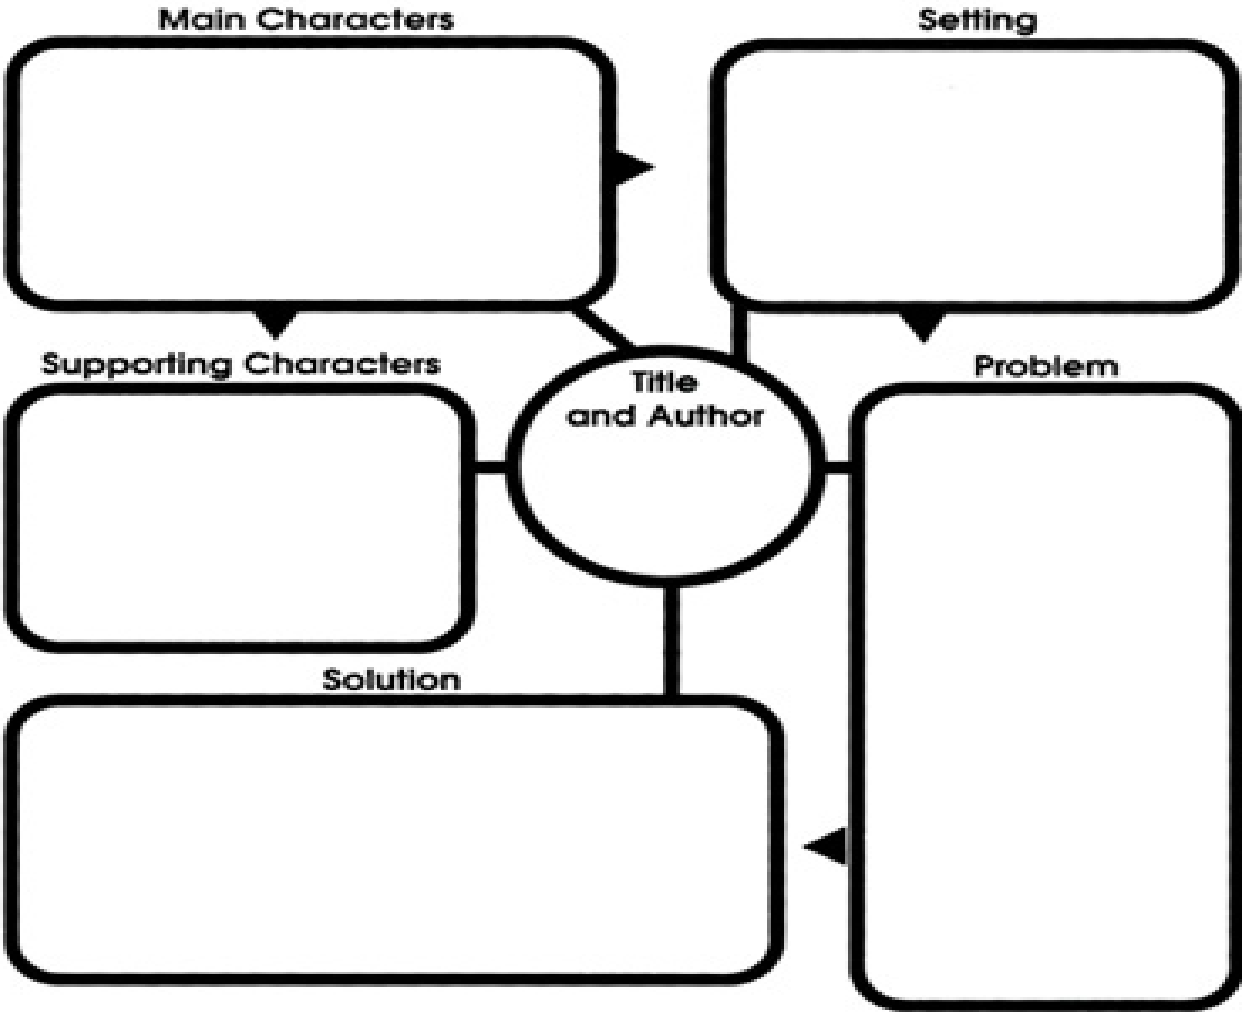 Main Characters
Setting
Supporting Characters
Title
and Author
Problem
Solution